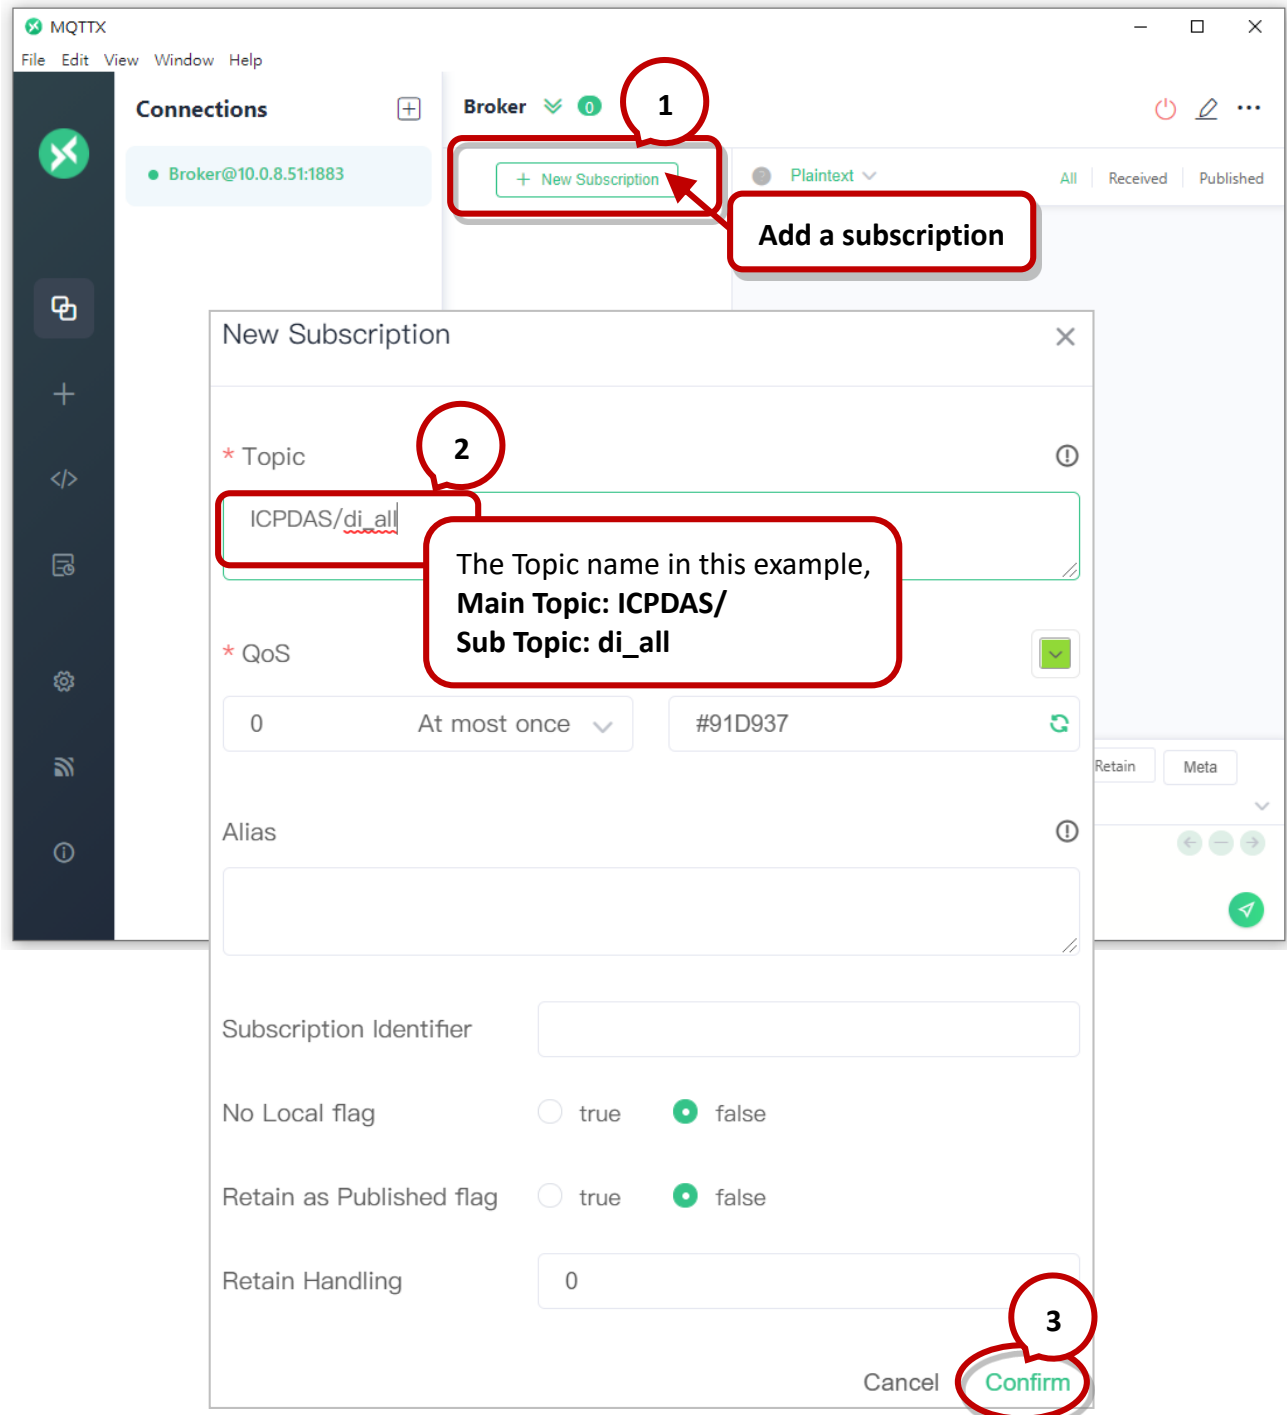 MQTTX
File Edit View Window Help
Connections
Broker 0
1
Broker@10.0.8.51:1883
+ New Subscription
Plaintext
All Received Published
Add a subscription
New Subscription
* Topic
2
ICPDAS/di_all
The Topic name in this example,
Main Topic: ICPDAS/
Sub Topic: di_all
* QoS
0 At most once
#91D937
Retain Meta
Alias
Subscription Identifier
No Local flag true false
Retain as Published flag true false
Retain Handling 0
3
Cancel Confirm